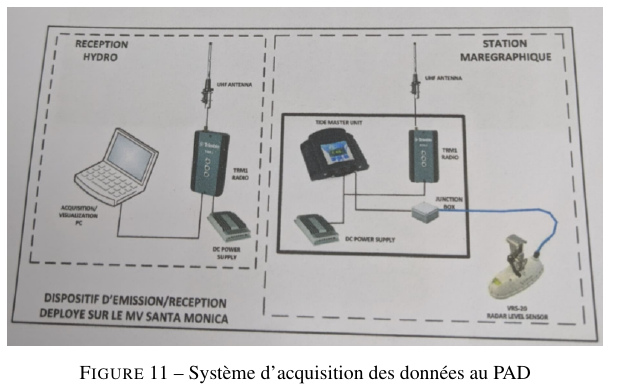 RECEPTION
HYDRO
STATION
MAREGRAPHIQUE
UHF ANTENNA
UHF ANTENNA
TIDE MASTER UNIT
Trimble
TRM1
RADIO
TRM1
RADIO
ACQUISITION/
VISUALIZATION
PC
JUNCTION
BOX
DC POWER
SUPPLY
DC POWER SUPPLY
VRS-20
RADAR LEVEL SENSOR
DISPOSITIF D'EMISSION/RECEPTION
DEPLOYE SUR LE MV SANTA MONICA
FIGURE 11 – Système d'acquisition des données au PAD